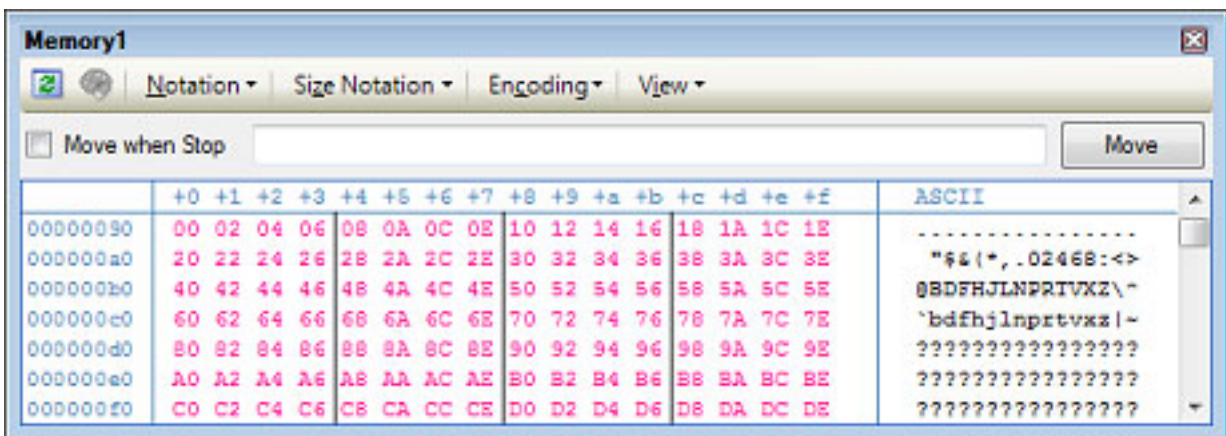 Memory1
Notation Size Notation Encoding View
Move when Stop Move
+0 +1 +2 +3 +4 +5 +6 +7 +8 +9 +a +b +c +d +e +f ASCII
00000090 00 02 04 06 08 0A 0C 0E 10 12 14 16 18 1A 1C 1E ................
000000a0 20 22 24 26 28 2A 2C 2E 30 32 34 36 38 3A 3C 3E "$&(*,.02468:<>
000000b0 40 42 44 46 48 4A 4C 4E 50 52 54 56 58 5A 5C 5E @BDFHJLNPRTVXZ\^
000000c0 60 62 64 66 68 6A 6C 6E 70 72 74 76 78 7A 7C 7E `bdfhjlnprtvxz|~
000000d0 80 82 84 86 88 8A 8C 8E 90 92 94 96 98 9A 9C 9E ????????????????
000000e0 A0 A2 A4 A6 A8 AA AC AE B0 B2 B4 B6 B8 BA BC BE ????????????????
000000f0 C0 C2 C4 C6 C8 CA CC CE D0 D2 D4 D6 D8 DA DC DE ????????????????